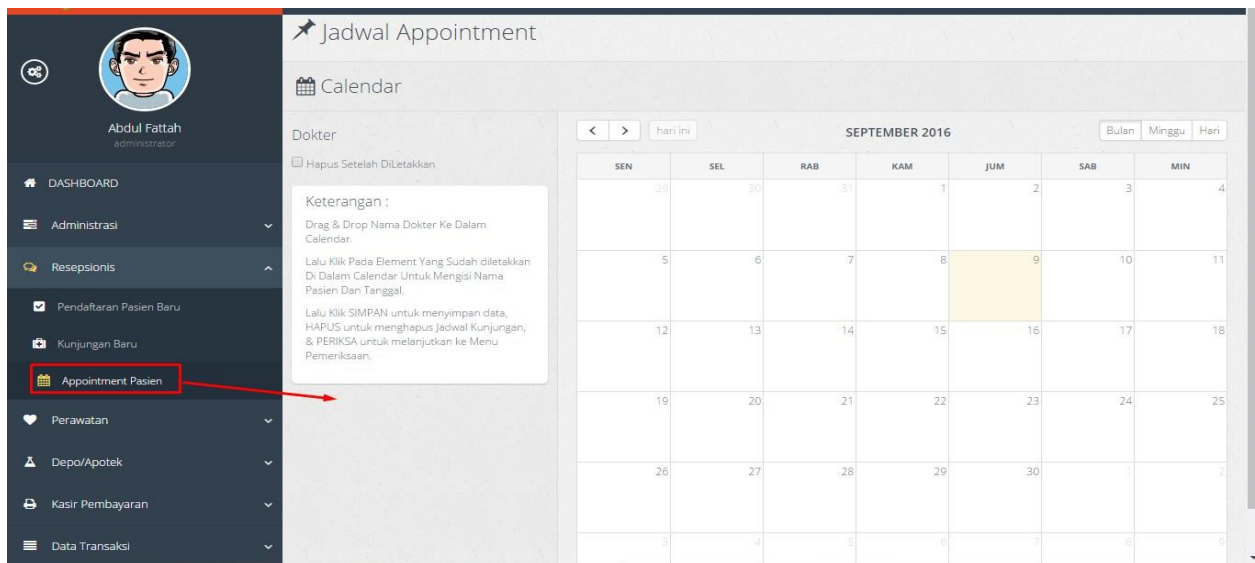 Jadwal Appointment
Calendar
Abdul Fattah
administrator
DASHBOARD
Administrasi
Resepsionis
Pendaftaran Pasien Baru
Kunjungan Baru
Appointment Pasien
Perawatan
Depo/Apotek
Kasir Pembayaran
Data Transaksi
Dokter
Hapus Setelah DiLetakkan
Keterangan :
Drag & Drop Nama Dokter Ke Dalam
Calendar.
Lalu Klik Pada Element Yang Sudah diletakkan
Di Dalam Calendar Untuk Mengisi Nama
Pasien Dan Tanggal.
Lalu Klik SIMPAN untuk menyimpan data,
HAPUS untuk menghapus Jadwal Kunjungan,
& PERIKSA untuk melanjutkan ke Menu
Pemeriksaan.
hari ini SEPTEMBER 2016 Bulan Minggu Hari
SEN SEL RAB KAM JUM SAB MIN
29 30 31 1 2 3 4
5 6 7 8 9 10 11
12 13 14 15 16 17 18
19 20 21 22 23 24 25
26 27 28 29 30 1 2
3 4 5 6 7 8 9